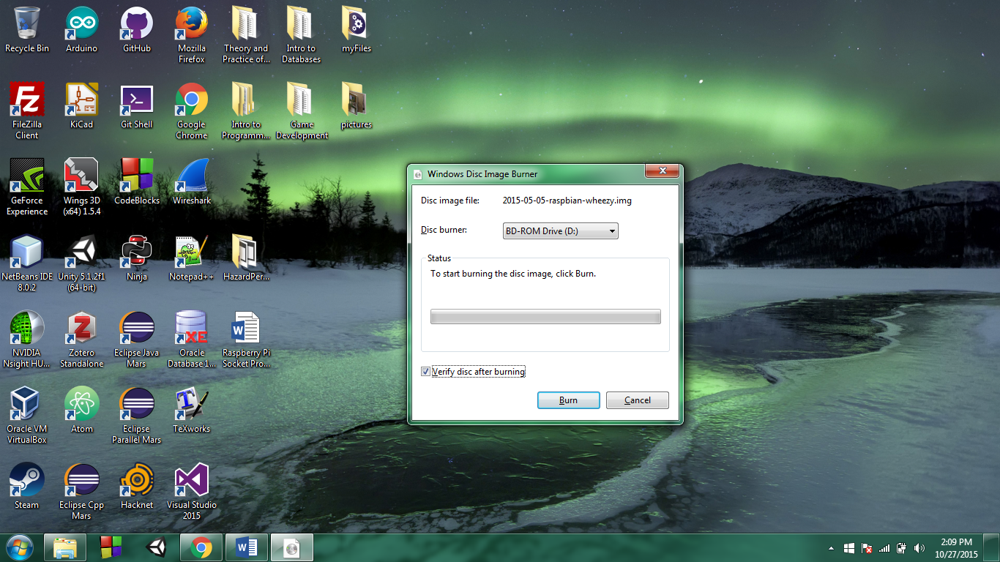 Recycle Bin
Arduino
GitHub
Mozilla
Firefox
Theory and
Practice of...
Intro to
Databases
myFiles
FileZilla
Client
KiCad
Git Shell
Google
Chrome
Intro to
Programm...
Game
Development
pictures
GeForce
Experience
Wings 3D
(x64) 1.5.4
CodeBlocks
Wireshark
NetBeans IDE
8.0.2
Unity 5.1.2f1
(64-bit)
Ninja
Notepad++
HazardPer...
NVIDIA
Nsight HU...
Zotero
Standalone
Eclipse Java
Mars
Oracle
Database 1...
XE
Raspberry Pi
Socket Pro...
Oracle VM
VirtualBox
Atom
Eclipse
Parallel Mars
TeXworks
Steam
Eclipse Cpp
Mars
Hacknet
Visual Studio
2015
Windows Disc Image Burner
Disc image file: 2015-05-05-raspbian-wheezy.img
Disc burner: BD-ROM Drive (D:)
Status
To start burning the disc image, click Burn.
Verify disc after burning
Burn Cancel
2:09 PM
10/27/2015